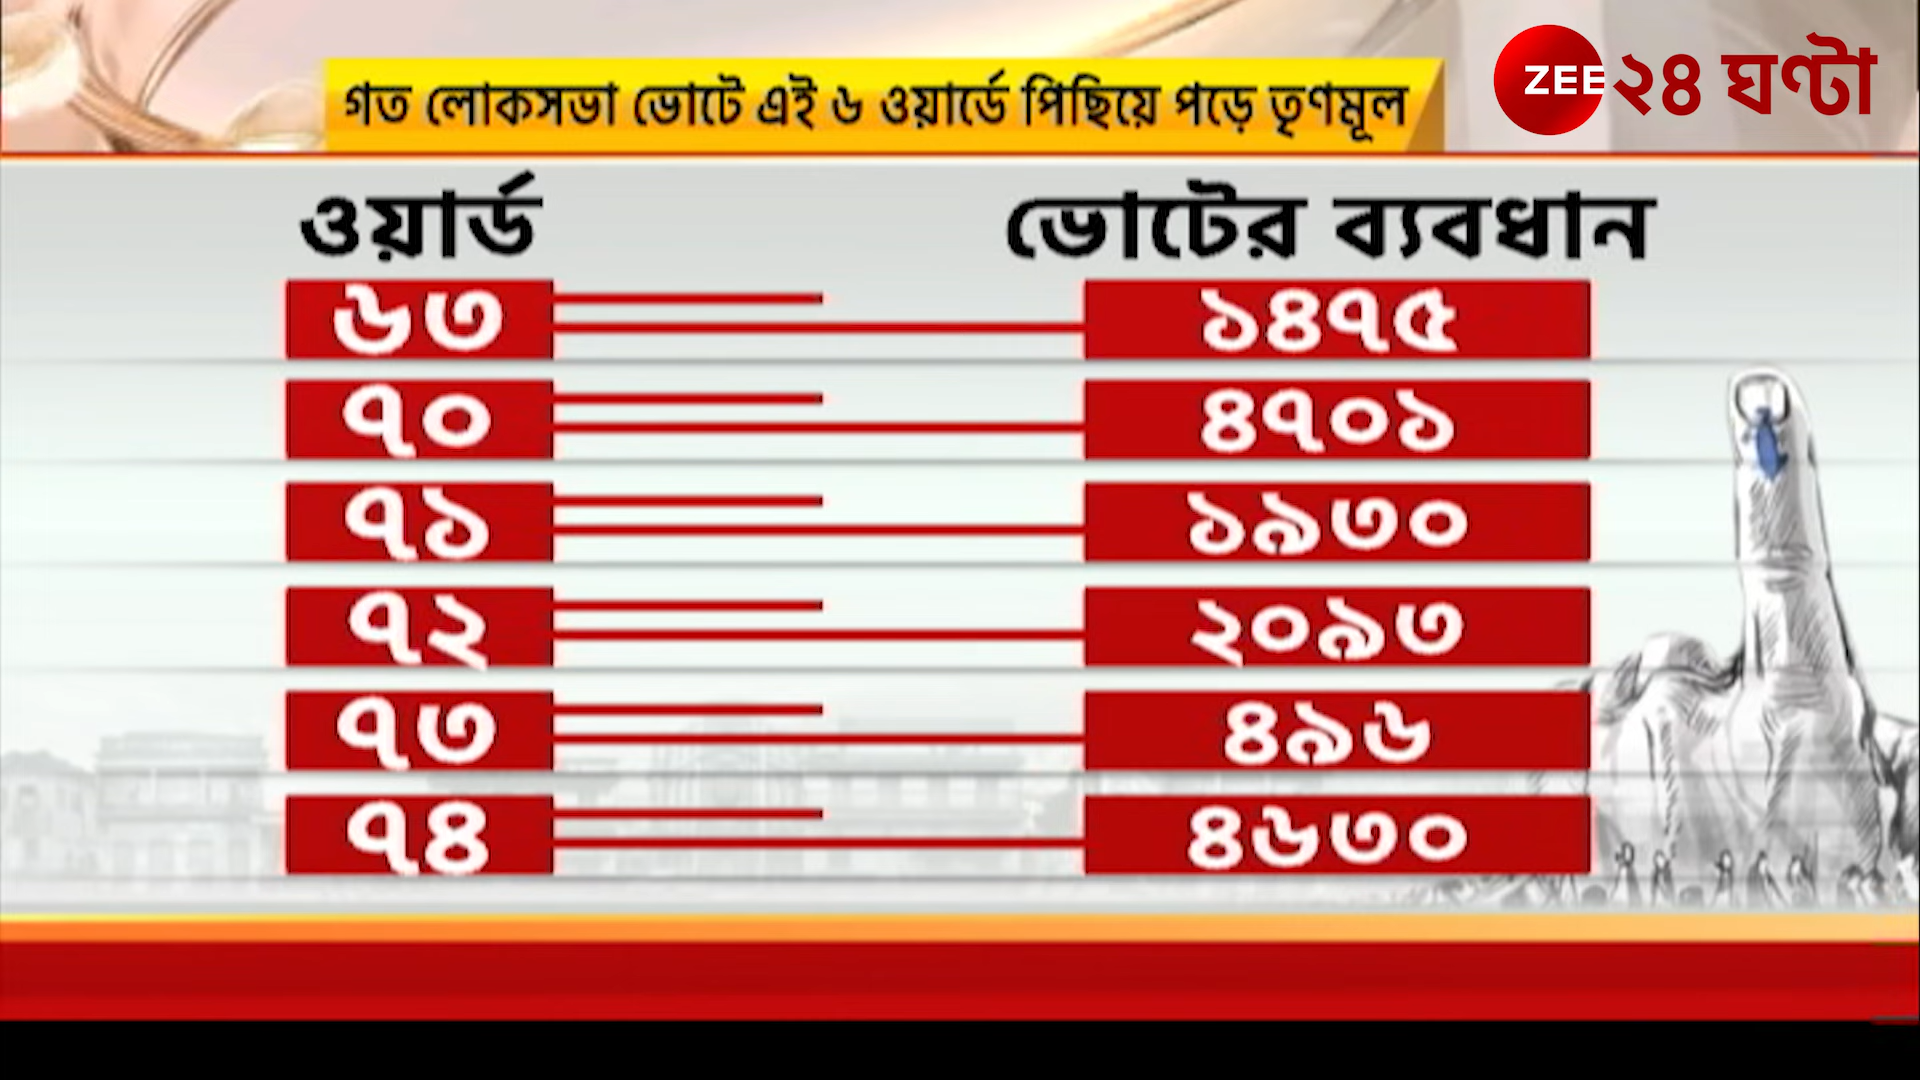 গত লোকসভা ভোটে এই ৬ ওয়ার্ডে পিছিয়ে পড়ে তৃণমূল
ZEE ২৪ ঘণ্টা
ওয়ার্ড ভোটের ব্যবধান
৬৩ ১৪৭৫
৭০ ৪৭০১
৭১ ১৯৩০
৭২ ২০৯৩
৭৩ ৪৯৬
৭৪ ৪৬৩০